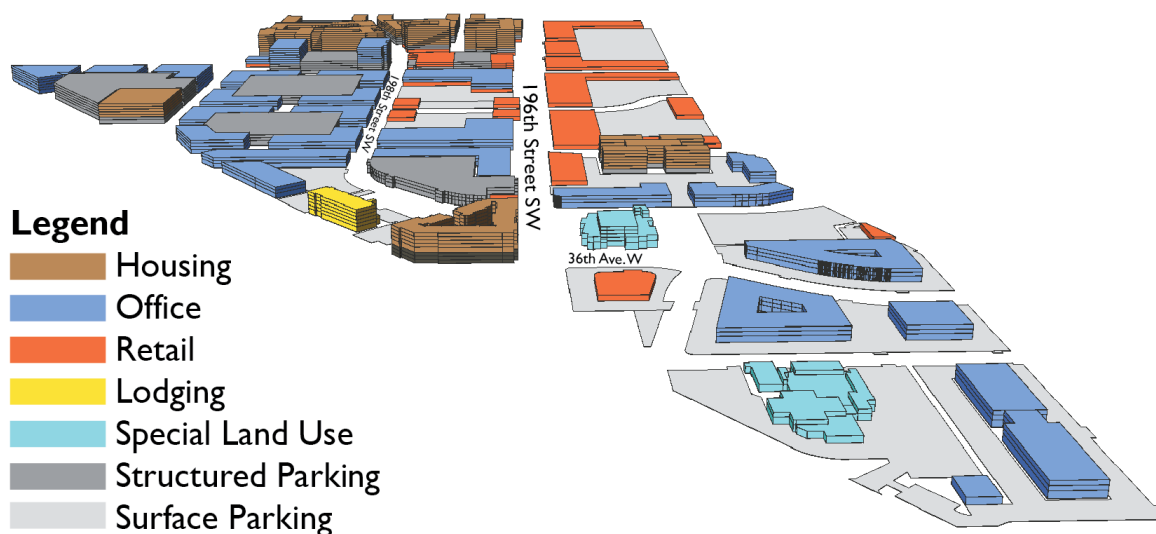 198th Street SW
196th Street SW
36th Ave. W
Legend
Housing
Office
Retail
Lodging
Special Land Use
Structured Parking
Surface Parking